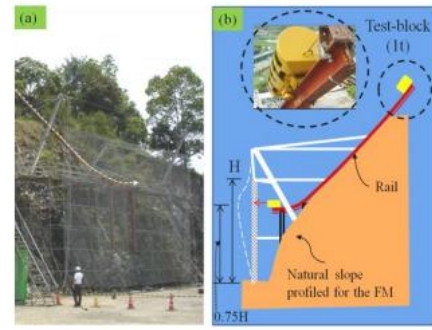 (a)
(b)
Test-block
(1t)
H
Rail
Natural slope
profiled for the FM
0.75H